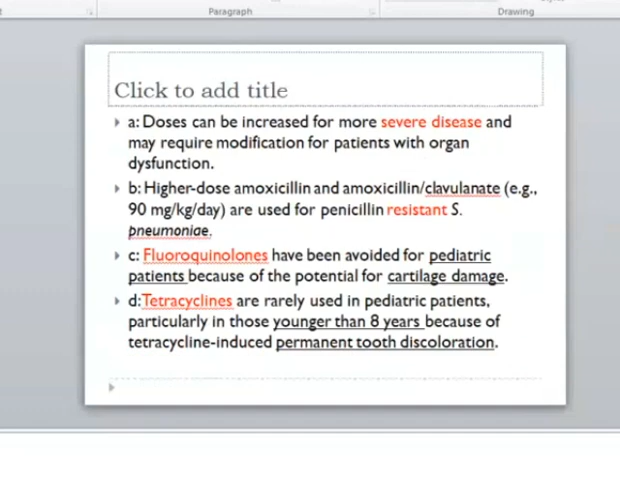 Paragraph
Drawing
Click to add title
a: Doses can be increased for more severe disease and
may require modification for patients with organ
dysfunction.
b: Higher-dose amoxicillin and amoxicillin/clavulanate (e.g.,
90 mg/kg/day) are used for penicillin resistant S.
pneumoniae.
c: Fluoroquinolones have been avoided for pediatric
patients because of the potential for cartilage damage.
d:Tetracyclines are rarely used in pediatric patients,
particularly in those younger than 8 years because of
tetracycline-induced permanent tooth discoloration.